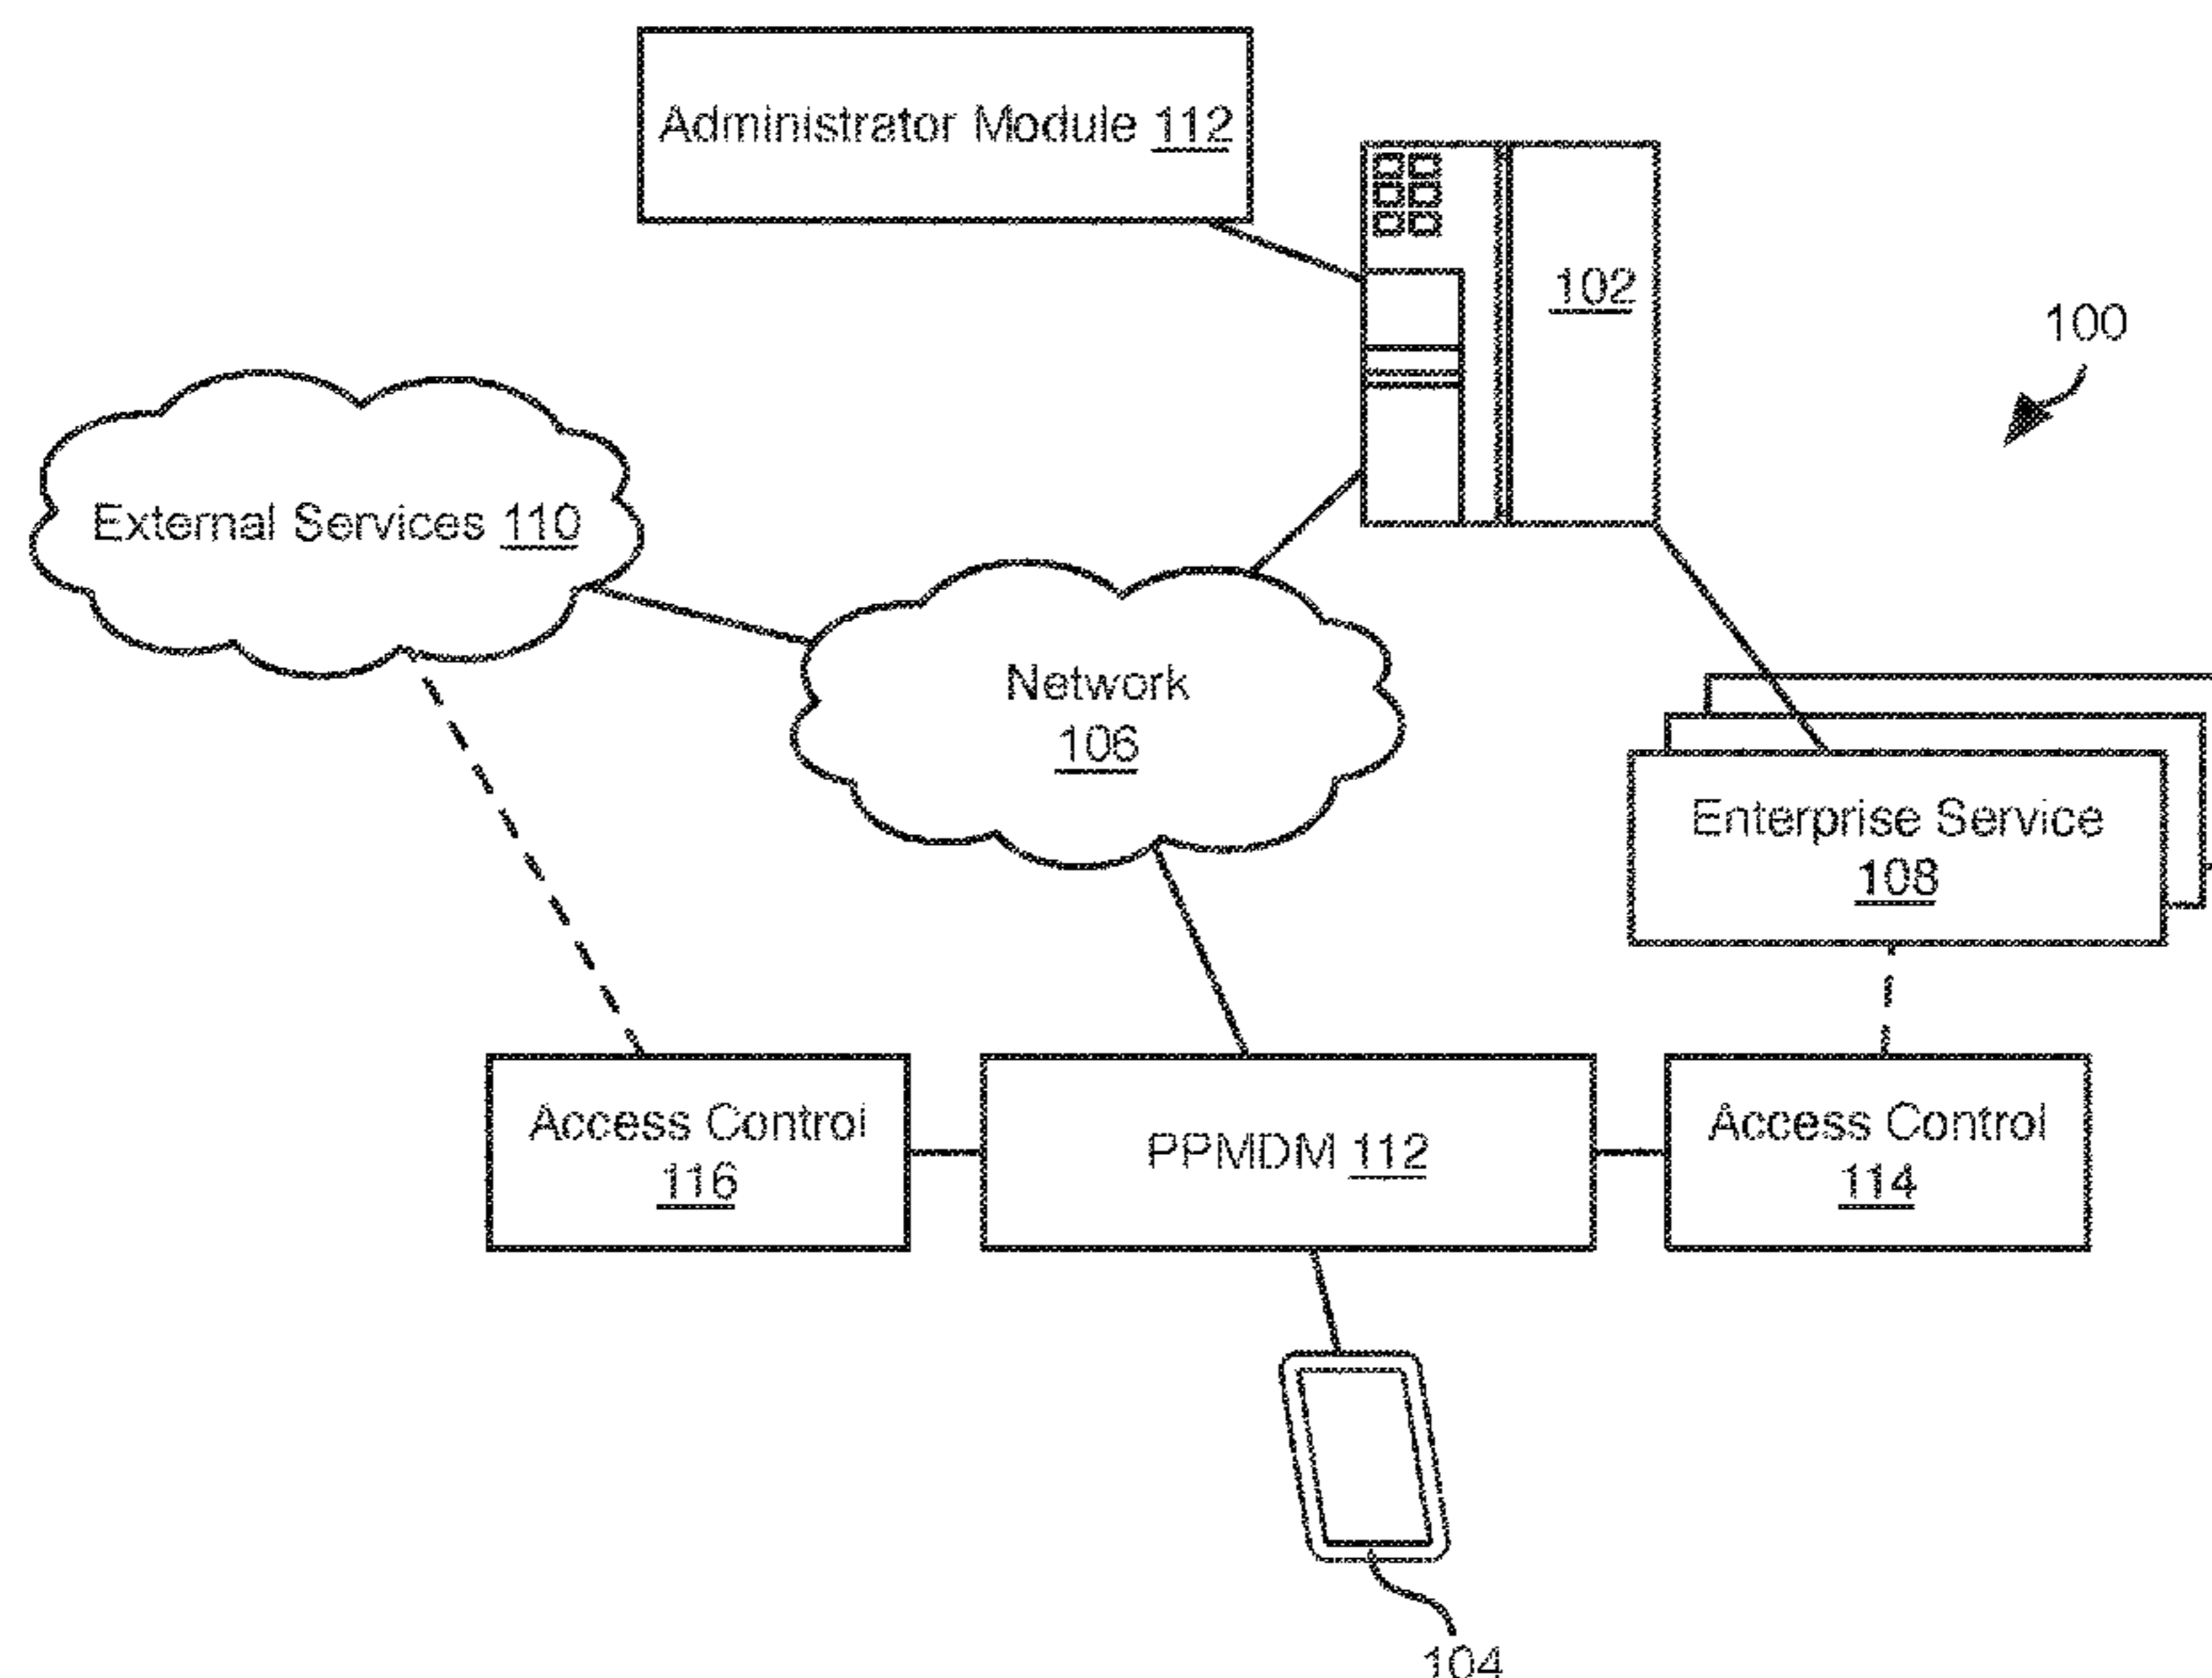 Administrator Module 112
102
100
External Services 110
Network
106
Enterprise Service
108
Access Control
116
PPMDM 112
Access Control
114
104